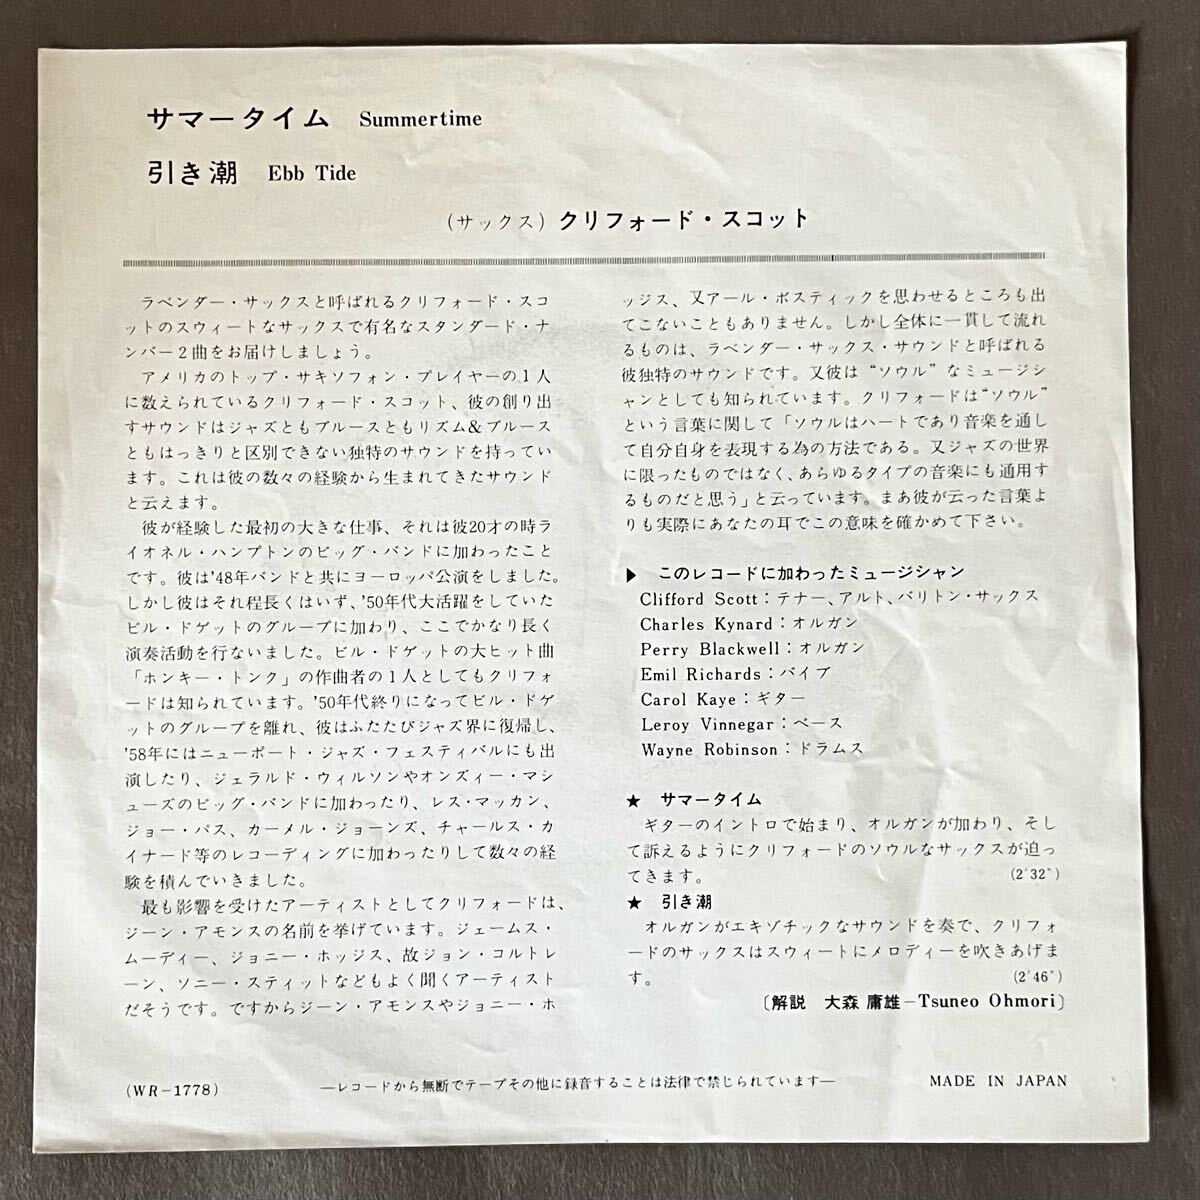 サマータイム Summertime
引き潮 Ebb Tide
(サックス) クリフォード・スコット
ラベンダー・サックスと呼ばれるクリフォード・スコ
ットのスウィートなサックスで有名なスタンダード・ナ
ンバー2曲をお届けしましょう。
アメリカのトップ・サキソフォン・プレイヤーの1人
に数えられているクリフォード・スコット、彼の創り出
すサウンドはジャズともブルースともリズム&ブルース
ともはっきりと区別できない独特のサウンドを持ってい
ます。これは彼の数々の経験から生まれてきたサウンド
と云えます。
彼が経験した最初の大きな仕事、それは彼20才の時ラ
イオネル・ハンプトンのビッグ・バンドに加わったこと
です。彼は'48年バンドと共にヨーロッパ公演をしました。
しかし彼はそれ程長くはいず、'50年代大活躍をしていた
ビル・ドゲットのグループに加わり、ここでかなり長く
演奏活動を行ないました。ビル・ドゲットの大ヒット曲
「ホンキー・トンク」の作曲者の1人としてもクリフォ
ードは知られています。'50年代終りになってビル・ドゲ
ットのグループを離れ、彼はふたたびジャズ界に復帰し、
'58年にはニューポート・ジャズ・フェスティバルにも出
演したり、ジェラルド・ウィルソンやオンズィー・マシ
ューズのビッグ・バンドに加わったり、レス・マッカン、
ジョー・パス、カーメル・ジョーンズ、チャールス・カ
イナード等のレコーディングに加わったりして数々の経
験を積んでいきました。
最も影響を受けたアーティストとしてクリフォードは、
ジーン・アモンスの名前を挙げています。ジェームス・
ムーディー、ジョニー・ホッジス、故ジョン・コルトレ
ーン、ソニー・スティットなどもよく聞くアーティスト
だそうです。ですからジーン・アモンスやジョニー・ホ
ッジス、又アール・ボスティックを思わせるところも出
てこないこともありません。しかし全体に一貫して流れ
るものは、ラベンダー・サックス・サウンドと呼ばれる
彼独特のサウンドです。又彼は“ソウル”なミュージシ
ャンとしても知られています。クリフォードは“ソウル”
という言葉に関して「ソウルはハートであり音楽を通し
て自分自身を表現する為の方法である。又ジャズの世界
に限ったものではなく、あらゆるタイプの音楽にも通用す
るものだと思う」と云っています。まあ彼が云った言葉よ
りも実際にあなたの耳でこの意味を確かめて下さい。
▶ このレコードに加わったミュージシャン
Clifford Scott：テナー、アルト、バリトン・サックス
Charles Kynard：オルガン
Perry Blackwell：オルガン
Emil Richards：バイブ
Carol Kaye：ギター
Leroy Vinnegar：ベース
Wayne Robinson：ドラムス
★ サマータイム
ギターのイントロで始まり、オルガンが加わり、そし
て訴えるようにクリフォードのソウルなサックスが迫っ
てきます。 (2'32")
★ 引き潮
オルガンがエキゾチックなサウンドを奏で、クリフォ
ードのサックスはスウィートにメロディーを吹きあげま
す。 (2'46")
〔解説 大森庸雄-Tsuneo Ohmori〕
(WR-1778)
—レコードから無断でテープその他に録音することは法律で禁じられています—
MADE IN JAPAN